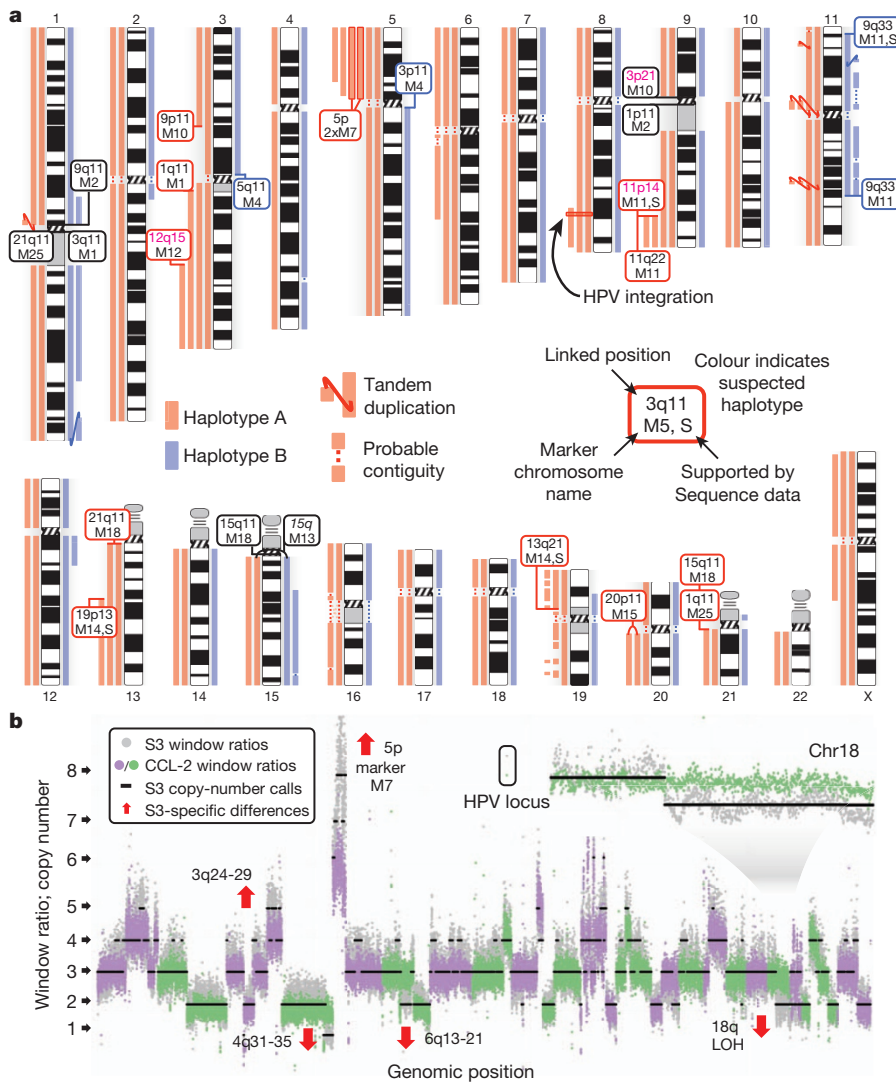 a
1
2
3
4
5
6
7
8
9
10
11
9q11
M2
21q11
M25
3q11
M1
9p11
M10
1q11
M1
12q15
M12
5q11
M4
5p
2xM7
3p11
M4
3p21
M10
1p11
M2
11p14
M11,S
11q22
M11
9q33
M11,S
9q33
M11
HPV integration
Haplotype A
Haplotype B
Tandem
duplication
Probable
contiguity
Linked position
Colour indicates
suspected
haplotype
3q11
M5, S
Marker
chromosome
name
Supported by
Sequence data
21q11
M18
19p13
M14,S
15q11
M18
15q
M13
13q21
M14,S
20p11
M15
15q11
M18
1q11
M25
12
13
14
15
16
17
18
19
20
21
22
X
b
S3 window ratios
/ CCL-2 window ratios
S3 copy-number calls
S3-specific differences
5p
marker
M7
HPV locus
Chr18
Window ratio; copy number
8
7
6
5
4
3
2
1
3q24-29
4q31-35
6q13-21
18q
LOH
Genomic position